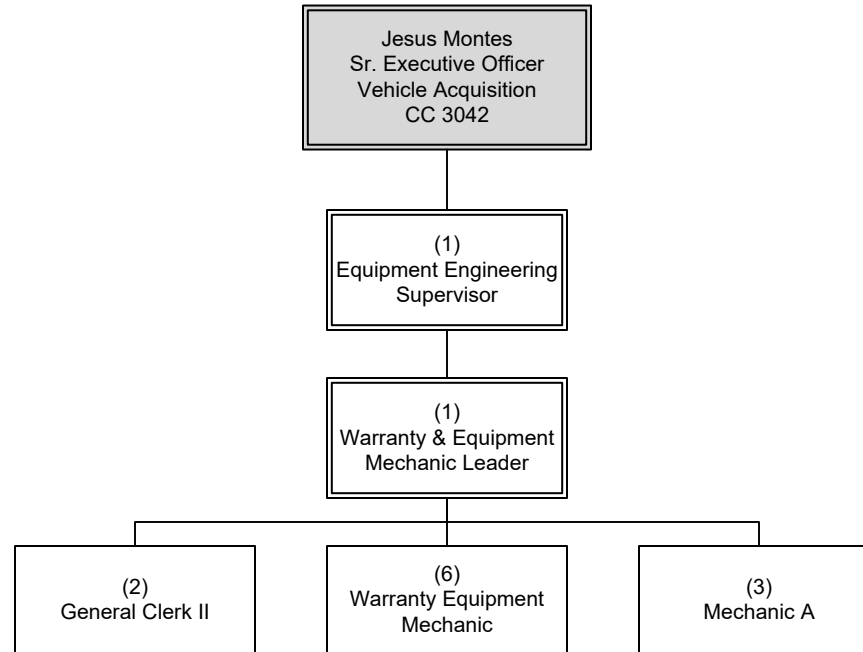 Jesus Montes
Sr. Executive Officer
Vehicle Acquisition
CC 3042
(1)
Equipment Engineering
Supervisor
(1)
Warranty & Equipment
Mechanic Leader
(2)
General Clerk II
(6)
Warranty Equipment
Mechanic
(3)
Mechanic A